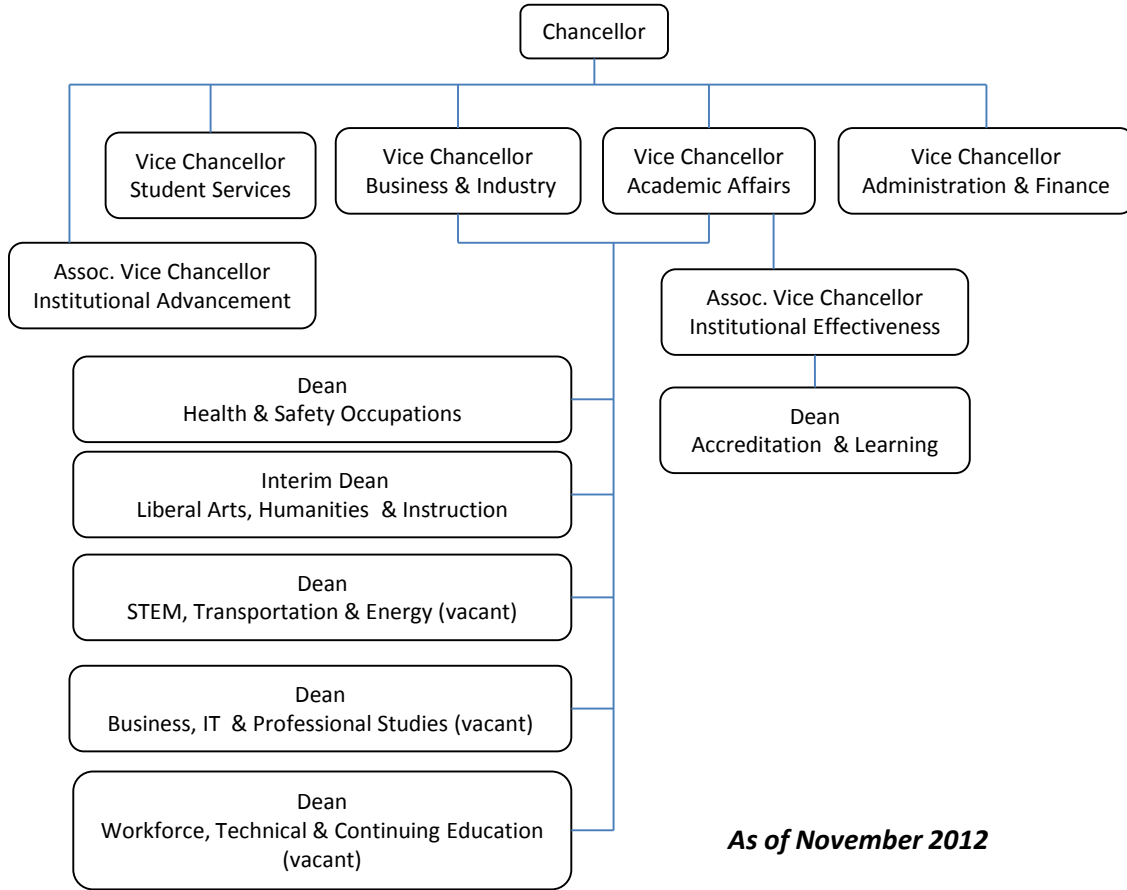 Chancellor
Vice Chancellor
Student Services
Vice Chancellor
Business & Industry
Vice Chancellor
Academic Affairs
Vice Chancellor
Administration & Finance
Assoc. Vice Chancellor
Institutional Advancement
Assoc. Vice Chancellor
Institutional Effectiveness
Dean
Health & Safety Occupations
Dean
Accreditation & Learning
Interim Dean
Liberal Arts, Humanities & Instruction
Dean
STEM, Transportation & Energy (vacant)
Dean
Business, IT & Professional Studies (vacant)
Dean
Workforce, Technical & Continuing Education
(vacant)
As of November 2012